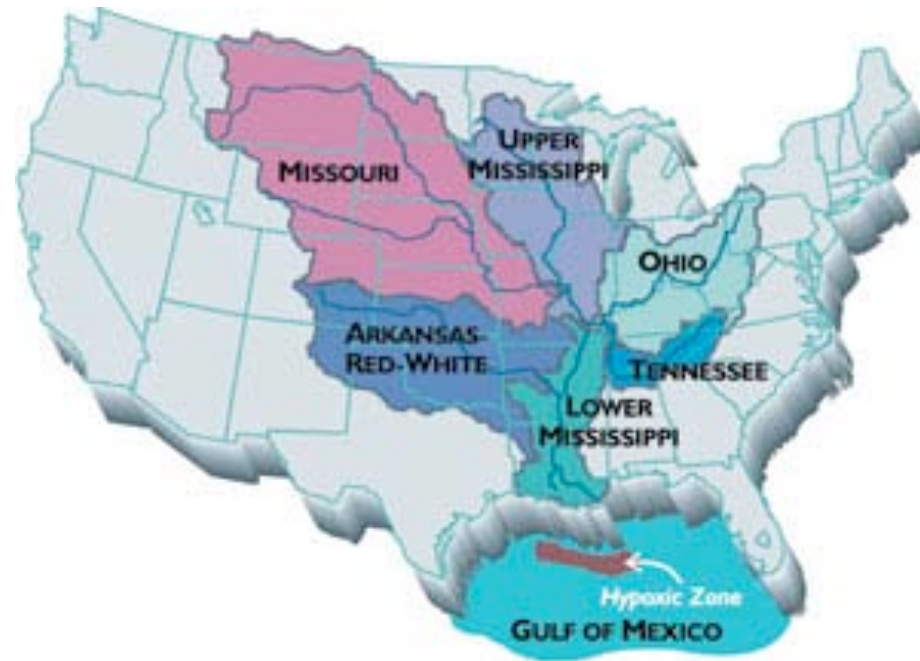 UPPER
MISSISSIPPI
MISSOURI
OHIO
ARKANSAS-
RED-WHITE
TENNESSEE
LOWER
MISSISSIPPI
Hypoxic Zone
GULF OF MEXICO